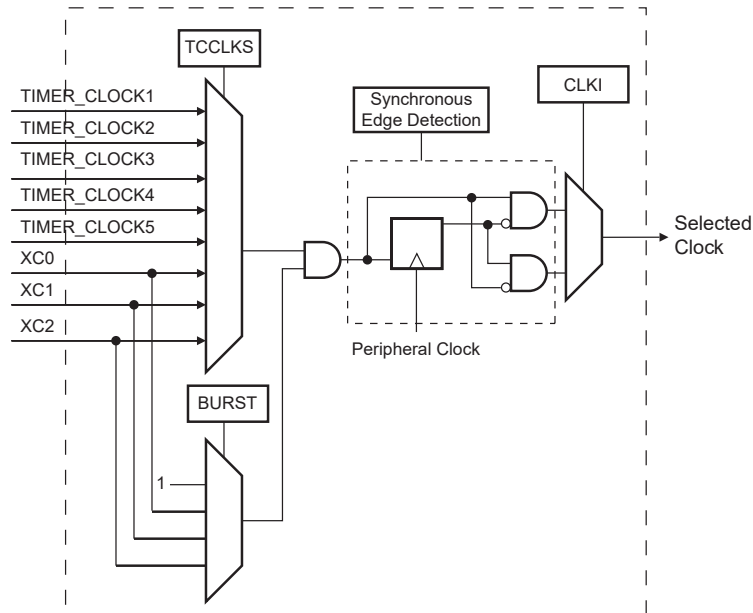 TCCLKS
TIMER_CLOCK1
TIMER_CLOCK2
TIMER_CLOCK3
TIMER_CLOCK4
TIMER_CLOCK5
XC0
XC1
XC2
Synchronous
Edge Detection
CLKI
Selected
Clock
Peripheral Clock
BURST
1